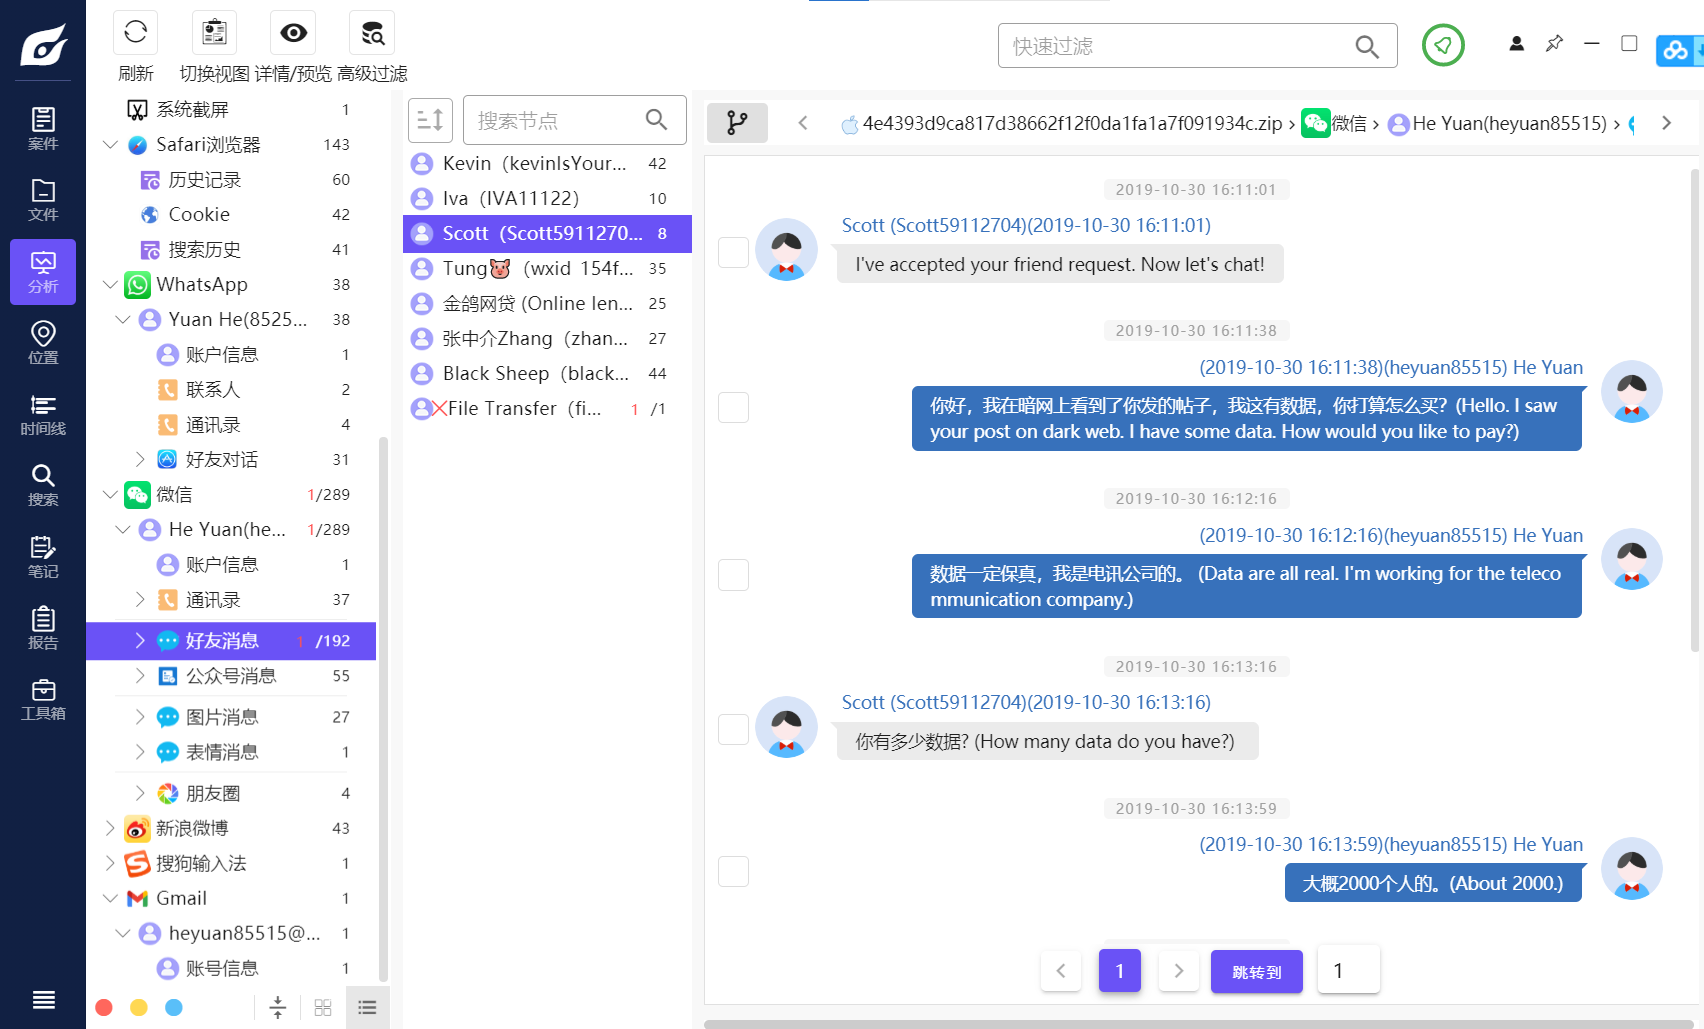 刷新
切换视图
详情/预览
高级过滤
快速过滤
案件
文件
分析
位置
时间线
搜索
笔记
报告
工具箱
系统截屏 1
Safari浏览器 143
历史记录 60
Cookie 42
搜索历史 41
WhatsApp 38
Yuan He(8525... 38
账户信息 1
联系人 2
通讯录 4
好友对话 31
微信 1/289
He Yuan(he... 1/289
账户信息 1
通讯录 37
好友消息 1 /192
公众号消息 55
图片消息 27
表情消息 1
朋友圈 4
新浪微博 43
搜狗输入法 1
Gmail 1
heyuan85515@... 1
账号信息 1
搜索节点
Kevin (kevinIsYour... 42
Iva (IVA11122) 10
Scott (Scott5911270... 8
Tung🐷 (wxid_154f... 35
金鸽网贷 (Online len... 25
张中介Zhang (zhan... 27
Black Sheep (black... 44
File Transfer (fi... 1 /1
4e4393d9ca817d38662f12f0da1fa1a7f091934c.zip › 微信 › He Yuan(heyuan85515) ›
2019-10-30 16:11:01
Scott (Scott59112704)(2019-10-30 16:11:01)
I've accepted your friend request. Now let's chat!
2019-10-30 16:11:38
(2019-10-30 16:11:38)(heyuan85515) He Yuan
你好，我在暗网上看到了你发的帖子，我这有数据，你打算怎么买？(Hello. I saw
your post on dark web. I have some data. How would you like to pay?)
2019-10-30 16:12:16
(2019-10-30 16:12:16)(heyuan85515) He Yuan
数据一定保真，我是电讯公司的。 (Data are all real. I'm working for the teleco
mmunication company.)
2019-10-30 16:13:16
Scott (Scott59112704)(2019-10-30 16:13:16)
你有多少数据? (How many data do you have?)
2019-10-30 16:13:59
(2019-10-30 16:13:59)(heyuan85515) He Yuan
大概2000个人的。(About 2000.)
1
跳转到
1